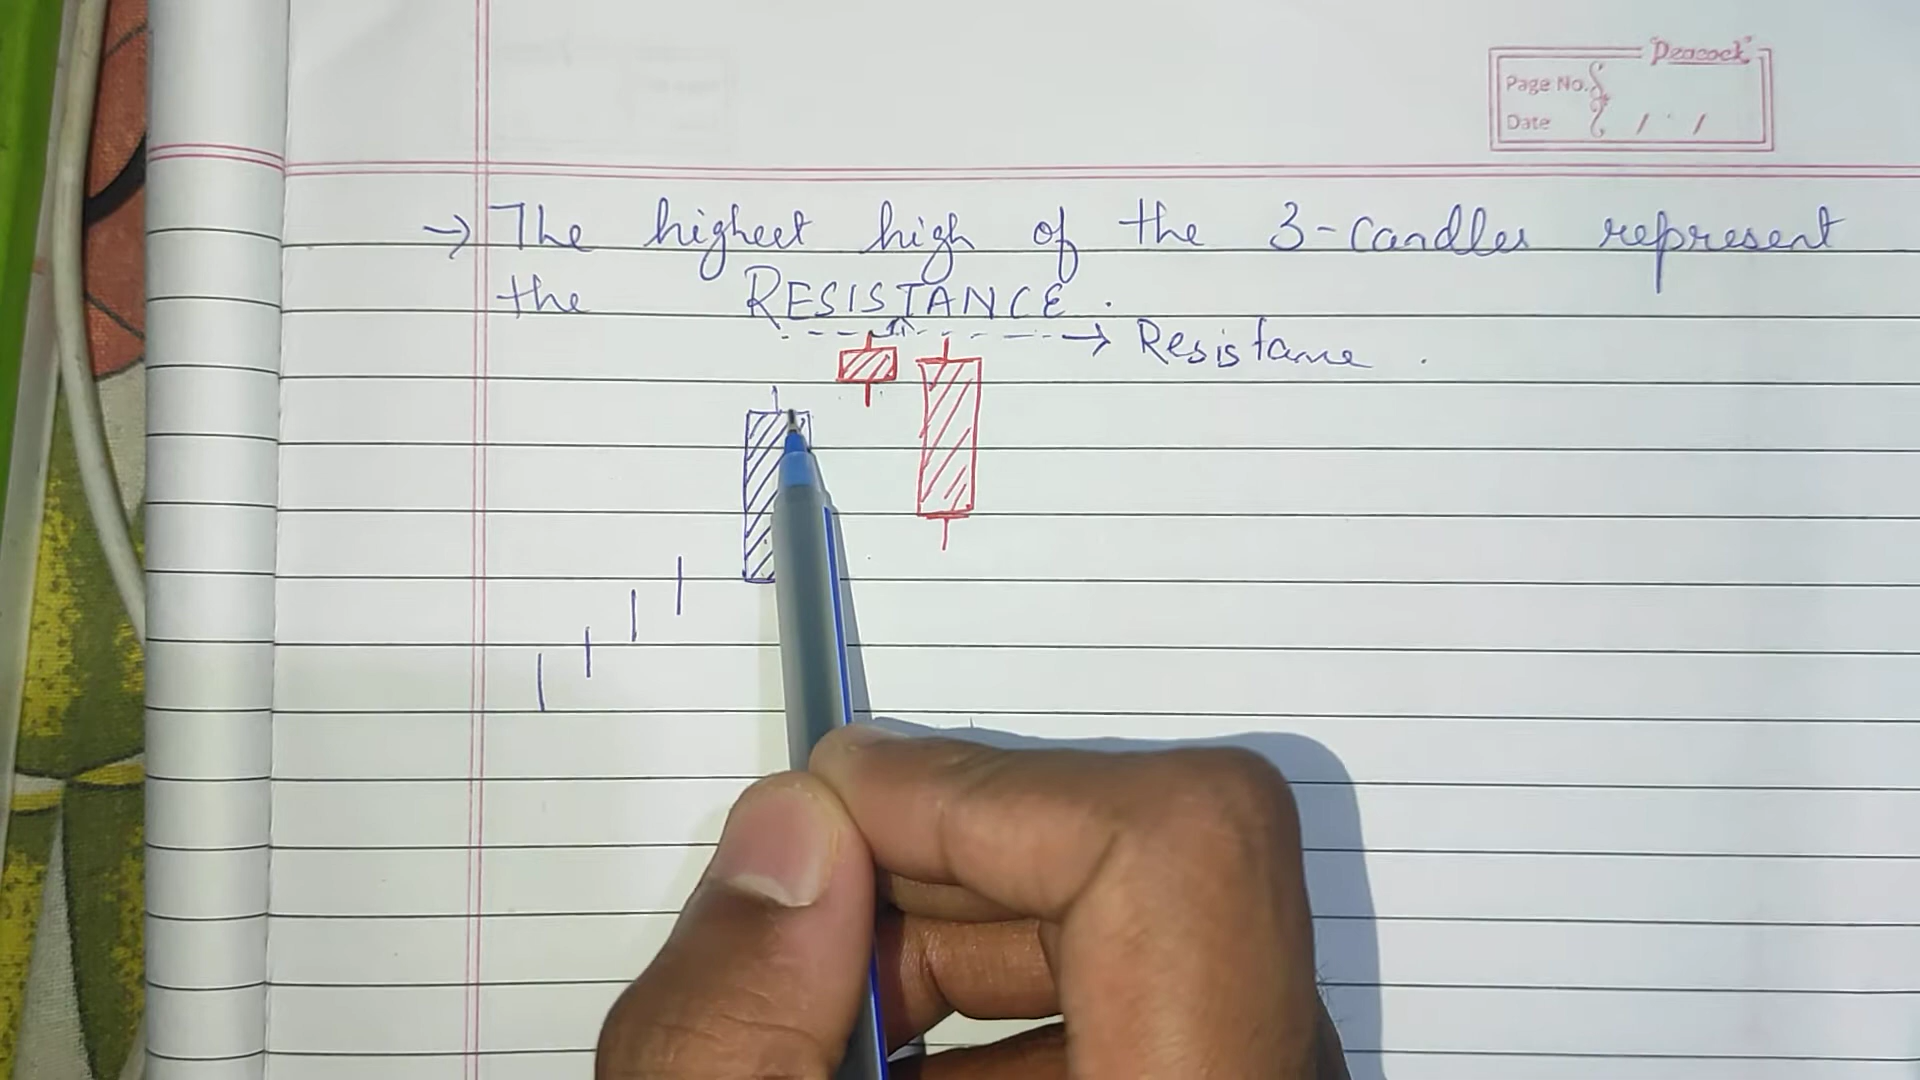 "Peacock"
Page No.
Date / /
→ The highest high of the 3-candles represent
the RESISTANCE.
→ Resistance.